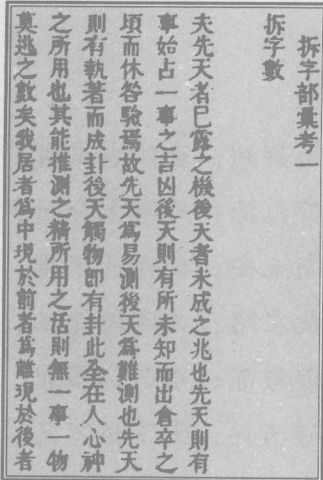 拆字部彙考一
拆字數
夫先天者已露之機後天者未成之兆也先天則有
事始占一事之吉凶後天則有所未知而出倉卒之
頃而休咎驗焉故先天爲易測後天爲難測也先天
則有執著而成卦後天觸物即有卦此全在人心神
之所用也其能推測之精所用之活則無一事一物
莫逃之數矣我居者爲中現於前者爲離現於後者